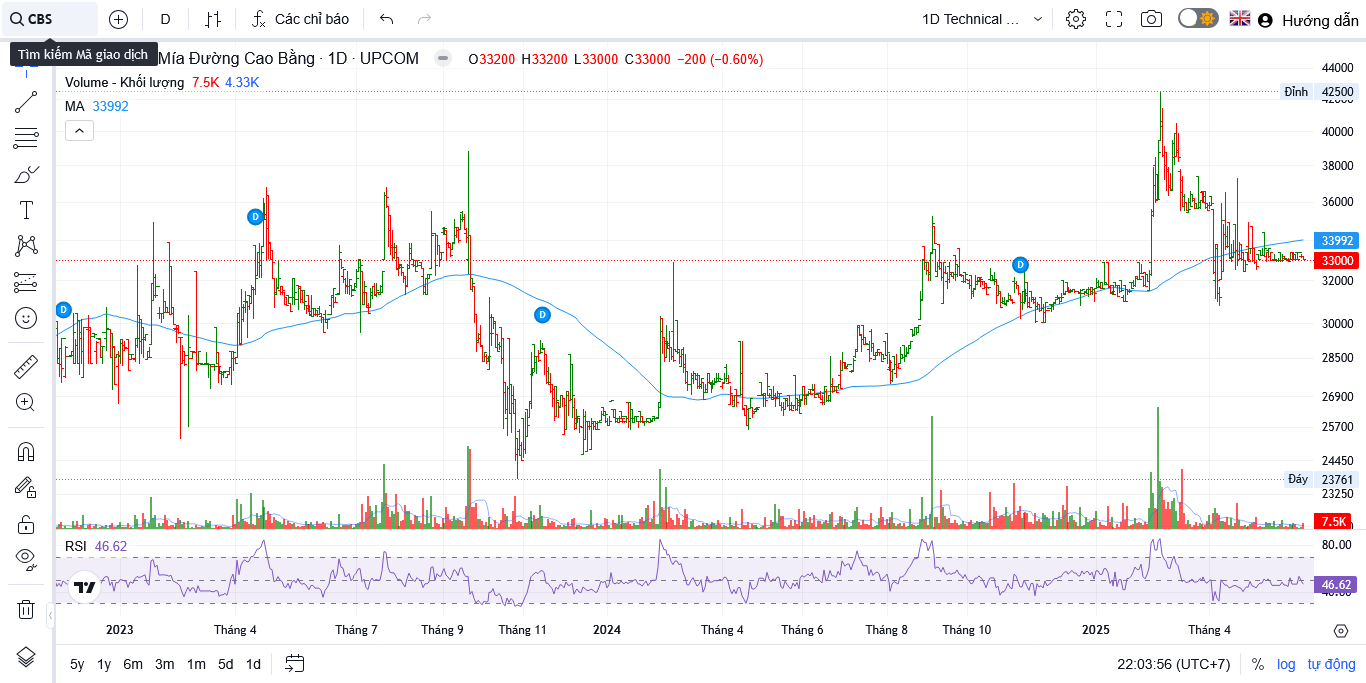 CBS
D
Các chỉ báo
1D Technical ...
Hướng dẫn
Tìm kiếm Mã giao dịch
Mía Đường Cao Bằng · 1D · UPCOM
O33200 H33200 L33000 C33000 −200 (−0.60%)
Volume - Khối lượng 7.5K 4.33K
MA 33992
44000
Đỉnh 42500
42000
40000
38000
36000
D
33992
33000
D
32000
D
D
30000
28500
26900
25700
24450
Đáy 23761
23250
7.5K
RSI 46.62
80.00
46.62
40.00
2023 Tháng 4 Tháng 7 Tháng 9 Tháng 11 2024 Tháng 4 Tháng 6 Tháng 8 Tháng 10 2025 Tháng 4
5y 1y 6m 3m 1m 5d 1d
22:03:56 (UTC+7) % log tự động